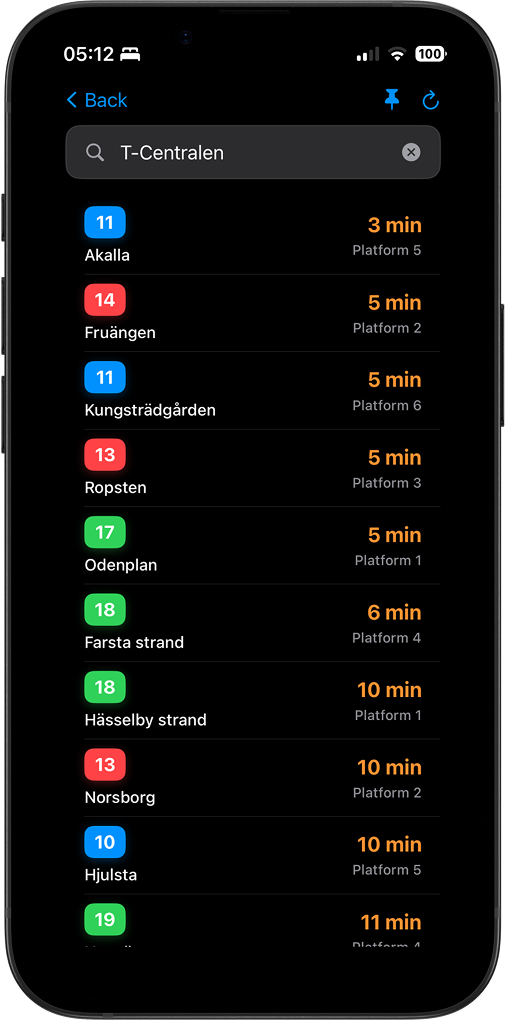 05:12
100
Back
T-Centralen
11
3 min
Akalla
Platform 5
14
5 min
Fruängen
Platform 2
11
5 min
Kungsträdgården
Platform 6
13
5 min
Ropsten
Platform 3
17
5 min
Odenplan
Platform 1
18
6 min
Farsta strand
Platform 4
18
10 min
Hässelby strand
Platform 1
13
10 min
Norsborg
Platform 2
10
10 min
Hjulsta
Platform 5
19
11 min
Platform 4